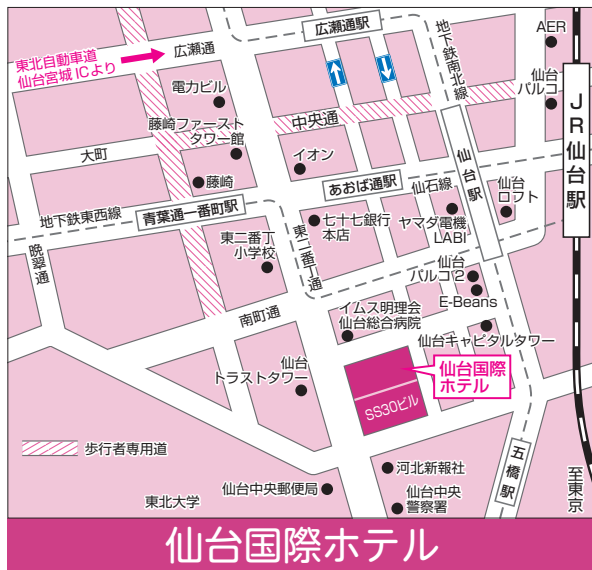 広瀬通駅
AER
東北自動車道
仙台宮城ICより
広瀬通
地下鉄南北線
仙台
パルコ
電力ビル
中央通
JR仙台駅
藤崎ファースト
タワー館
大町
イオン
仙台駅
藤崎
あおば通駅
仙石線
仙台
ロフト
地下鉄東西線
青葉通一番町駅
七十七銀行
本店
ヤマダ電機
LABI
晩翠通
東二番丁
小学校
東二番丁通
仙台
パルコ2
E-Beans
南町通
イムス明理会
仙台総合病院
仙台キャピタルタワー
仙台
トラストタワー
仙台国際
ホテル
SS30ビル
歩行者専用道
五橋駅
河北新報社
至東京
東北大学
仙台中央郵便局
仙台中央
警察署
仙台国際ホテル